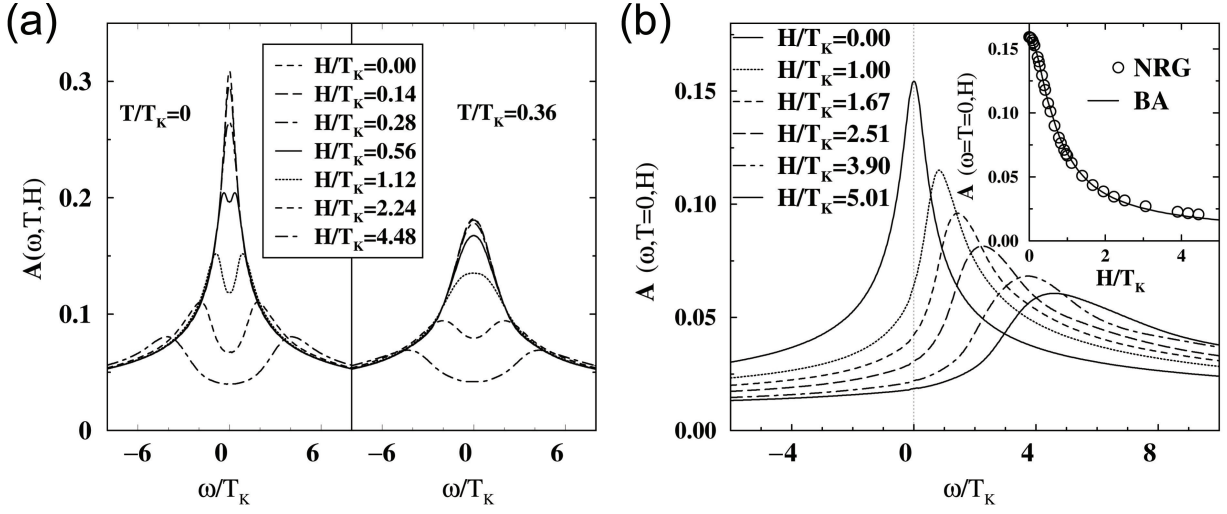 (a)
A(ω,T,H)
0.3
0.2
0.1
0
T/T_K=0
H/T_K=0.00
H/T_K=0.14
H/T_K=0.28
H/T_K=0.56
H/T_K=1.12
H/T_K=2.24
H/T_K=4.48
T/T_K=0.36
−6 0 6 −6 0 6
ω/T_K ω/T_K
(b)
A (ω,T=0,H)
0.15
0.10
0.05
0.00
H/T_K=0.00
H/T_K=1.00
H/T_K=1.67
H/T_K=2.51
H/T_K=3.90
H/T_K=5.01
A (ω=T=0,H)
0.15
0.10
0.05
0.00
NRG
BA
0 2 4
H/T_K
−4 0 4 8
ω/T_K